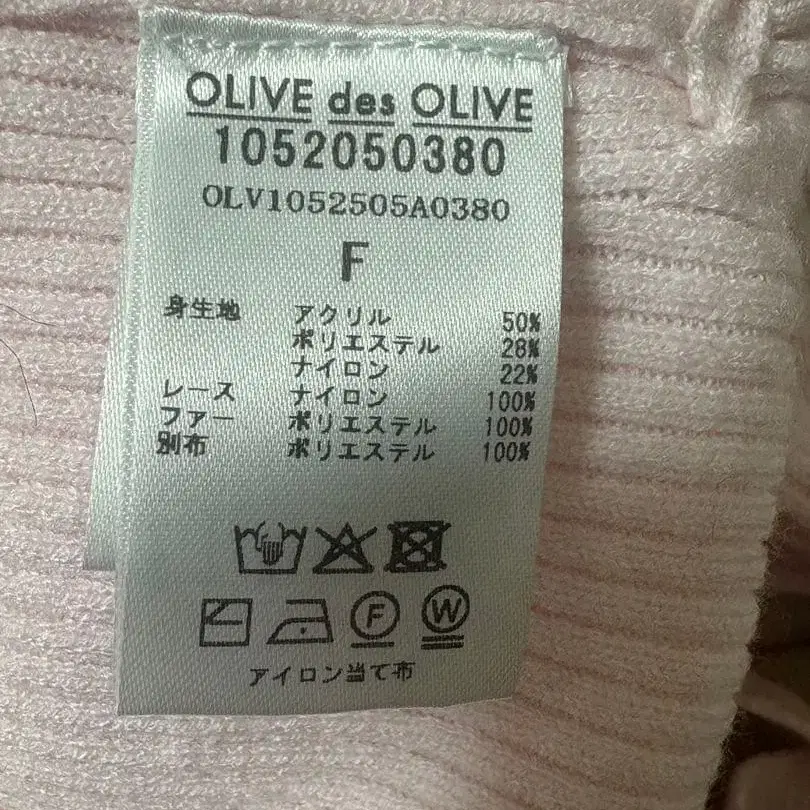 OLIVE des OLIVE
1052050380
OLV1052505A0380
F
身生地 アクリル 50%
ポリエステル 28%
ナイロン 22%
レース ナイロン 100%
ファー ポリエステル 100%
別布 ポリエステル 100%
F W
アイロン当て布